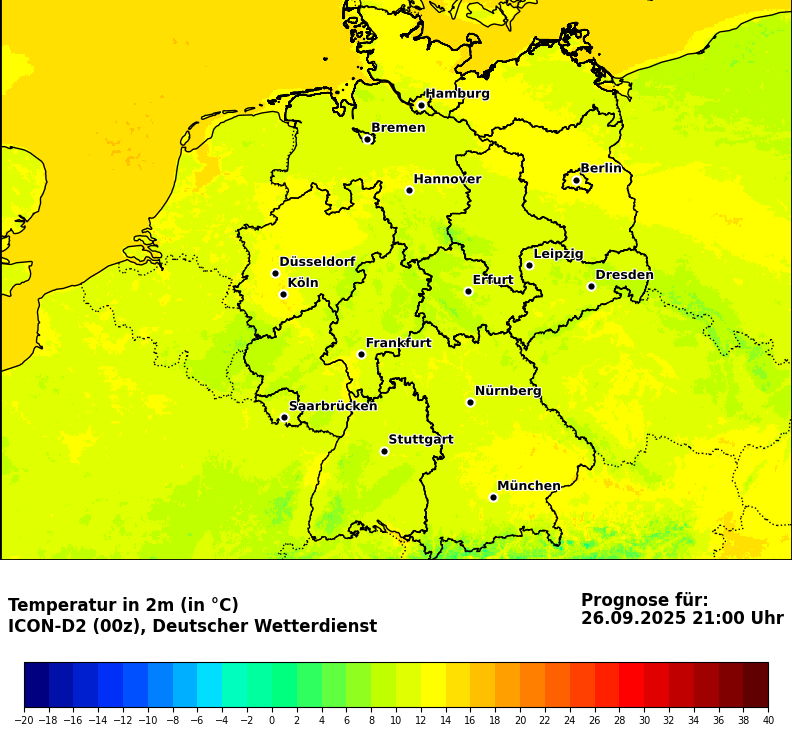 Hamburg
Bremen
Berlin
Hannover
Leipzig
Düsseldorf
Dresden
Köln
Erfurt
Frankfurt
Nürnberg
Saarbrücken
Stuttgart
München
Temperatur in 2m (in °C)
ICON-D2 (00z), Deutscher Wetterdienst
Prognose für:
26.09.2025 21:00 Uhr
−20 −18 −16 −14 −12 −10 −8 −6 −4 −2 0 2 4 6 8 10 12 14 16 18 20 22 24 26 28 30 32 34 36 38 40